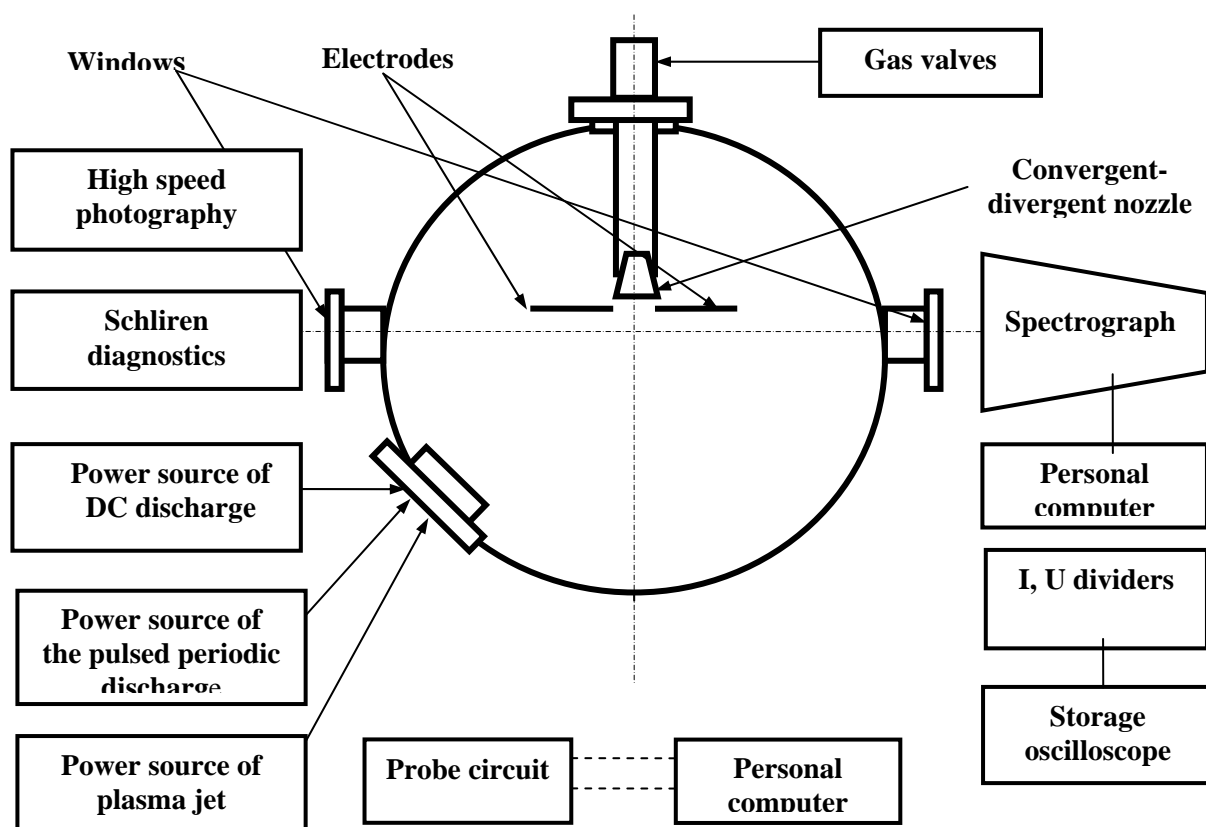 Windows
Electrodes
Gas valves
High speed
photography
Convergent-
divergent nozzle
Schliren
diagnostics
Spectrograph
Power source of
DC discharge
Personal
computer
I, U dividers
Power source of
the pulsed periodic
discharge
Storage
oscilloscope
Power source of
plasma jet
Probe circuit
Personal
computer